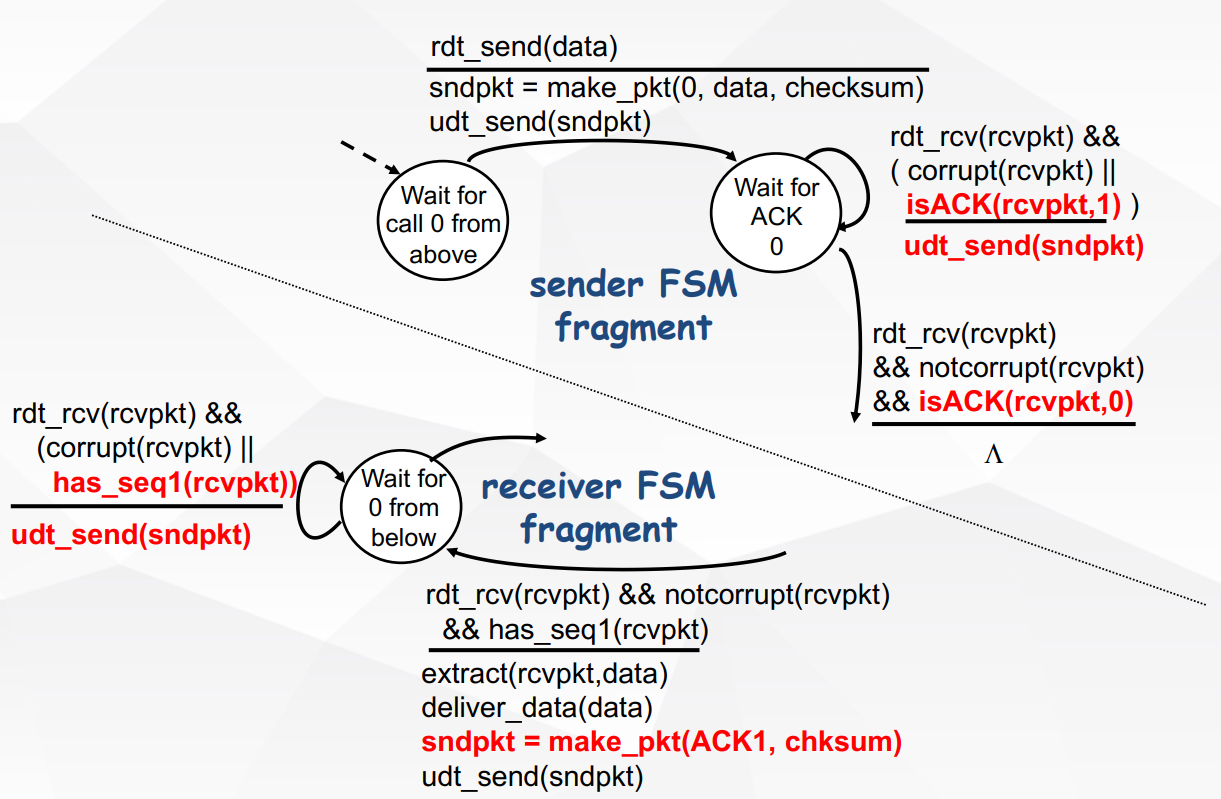 rdt_send(data)
sndpkt = make_pkt(0, data, checksum)
udt_send(sndpkt)
Wait for
call 0 from
above
Wait for
ACK
0
rdt_rcv(rcvpkt) &&
( corrupt(rcvpkt) ||
isACK(rcvpkt,1) )
udt_send(sndpkt)
sender FSM
fragment
rdt_rcv(rcvpkt)
&& notcorrupt(rcvpkt)
&& isACK(rcvpkt,0)
Λ
rdt_rcv(rcvpkt) &&
(corrupt(rcvpkt) ||
has_seq1(rcvpkt))
udt_send(sndpkt)
Wait for
0 from
below
receiver FSM
fragment
rdt_rcv(rcvpkt) && notcorrupt(rcvpkt)
&& has_seq1(rcvpkt)
extract(rcvpkt,data)
deliver_data(data)
sndpkt = make_pkt(ACK1, chksum)
udt_send(sndpkt)